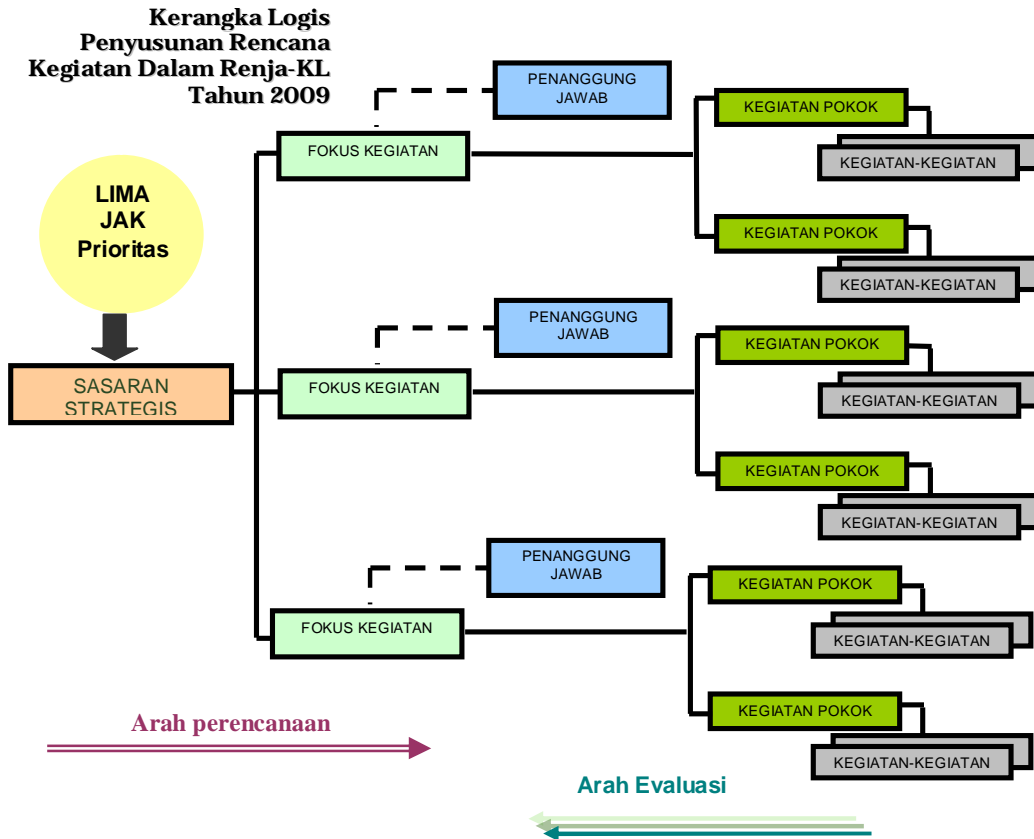 Kerangka Logis
Penyusunan Rencana
Kegiatan Dalam Renja-KL
Tahun 2009
LIMA
JAK
Prioritas
SASARAN
STRATEGIS
FOKUS KEGIATAN
PENANGGUNG
JAWAB
KEGIATAN POKOK
KEGIATAN-KEGIATAN
KEGIATAN POKOK
KEGIATAN-KEGIATAN
FOKUS KEGIATAN
PENANGGUNG
JAWAB
KEGIATAN POKOK
KEGIATAN-KEGIATAN
KEGIATAN POKOK
KEGIATAN-KEGIATAN
FOKUS KEGIATAN
PENANGGUNG
JAWAB
KEGIATAN POKOK
KEGIATAN-KEGIATAN
KEGIATAN POKOK
KEGIATAN-KEGIATAN
Arah perencanaan
Arah Evaluasi